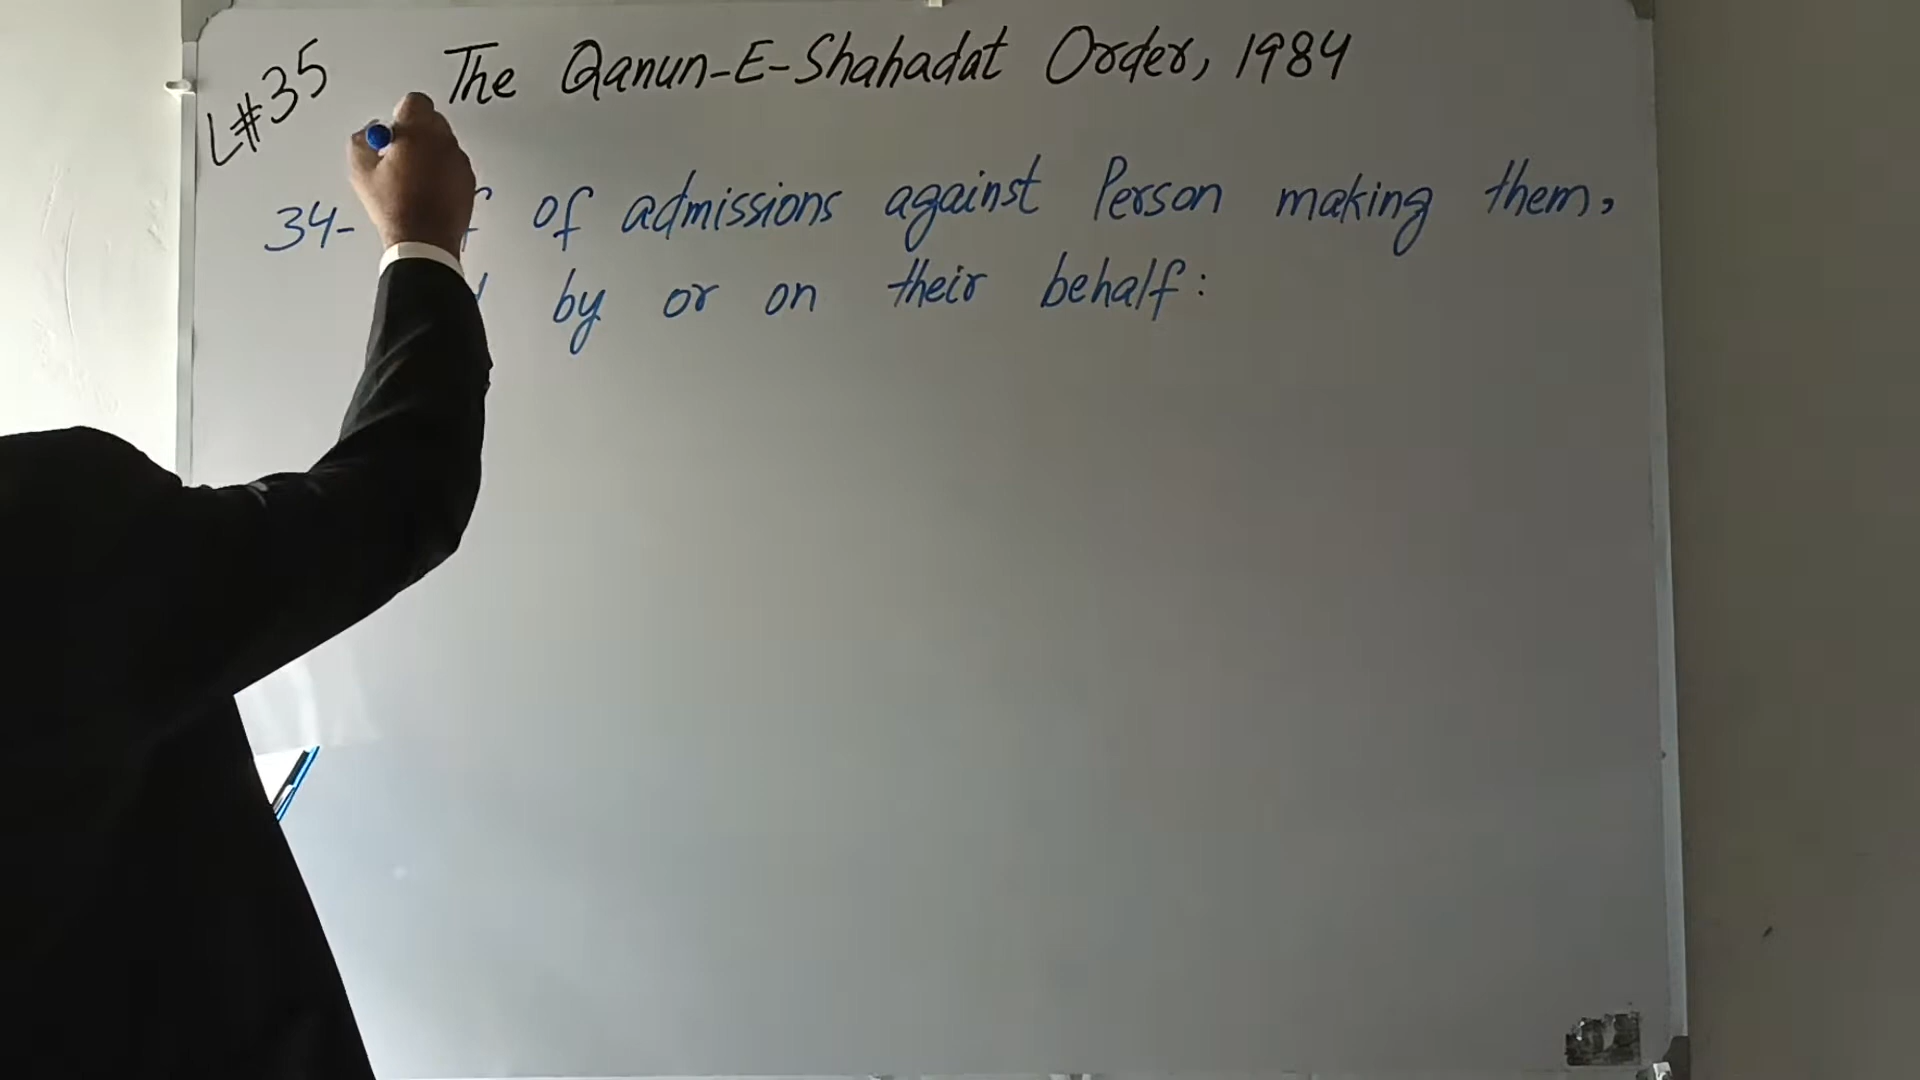 L#35
The Qanun-E-Shahadat Order, 1984
34- of admissions against Person making them,
by or on their behalf: